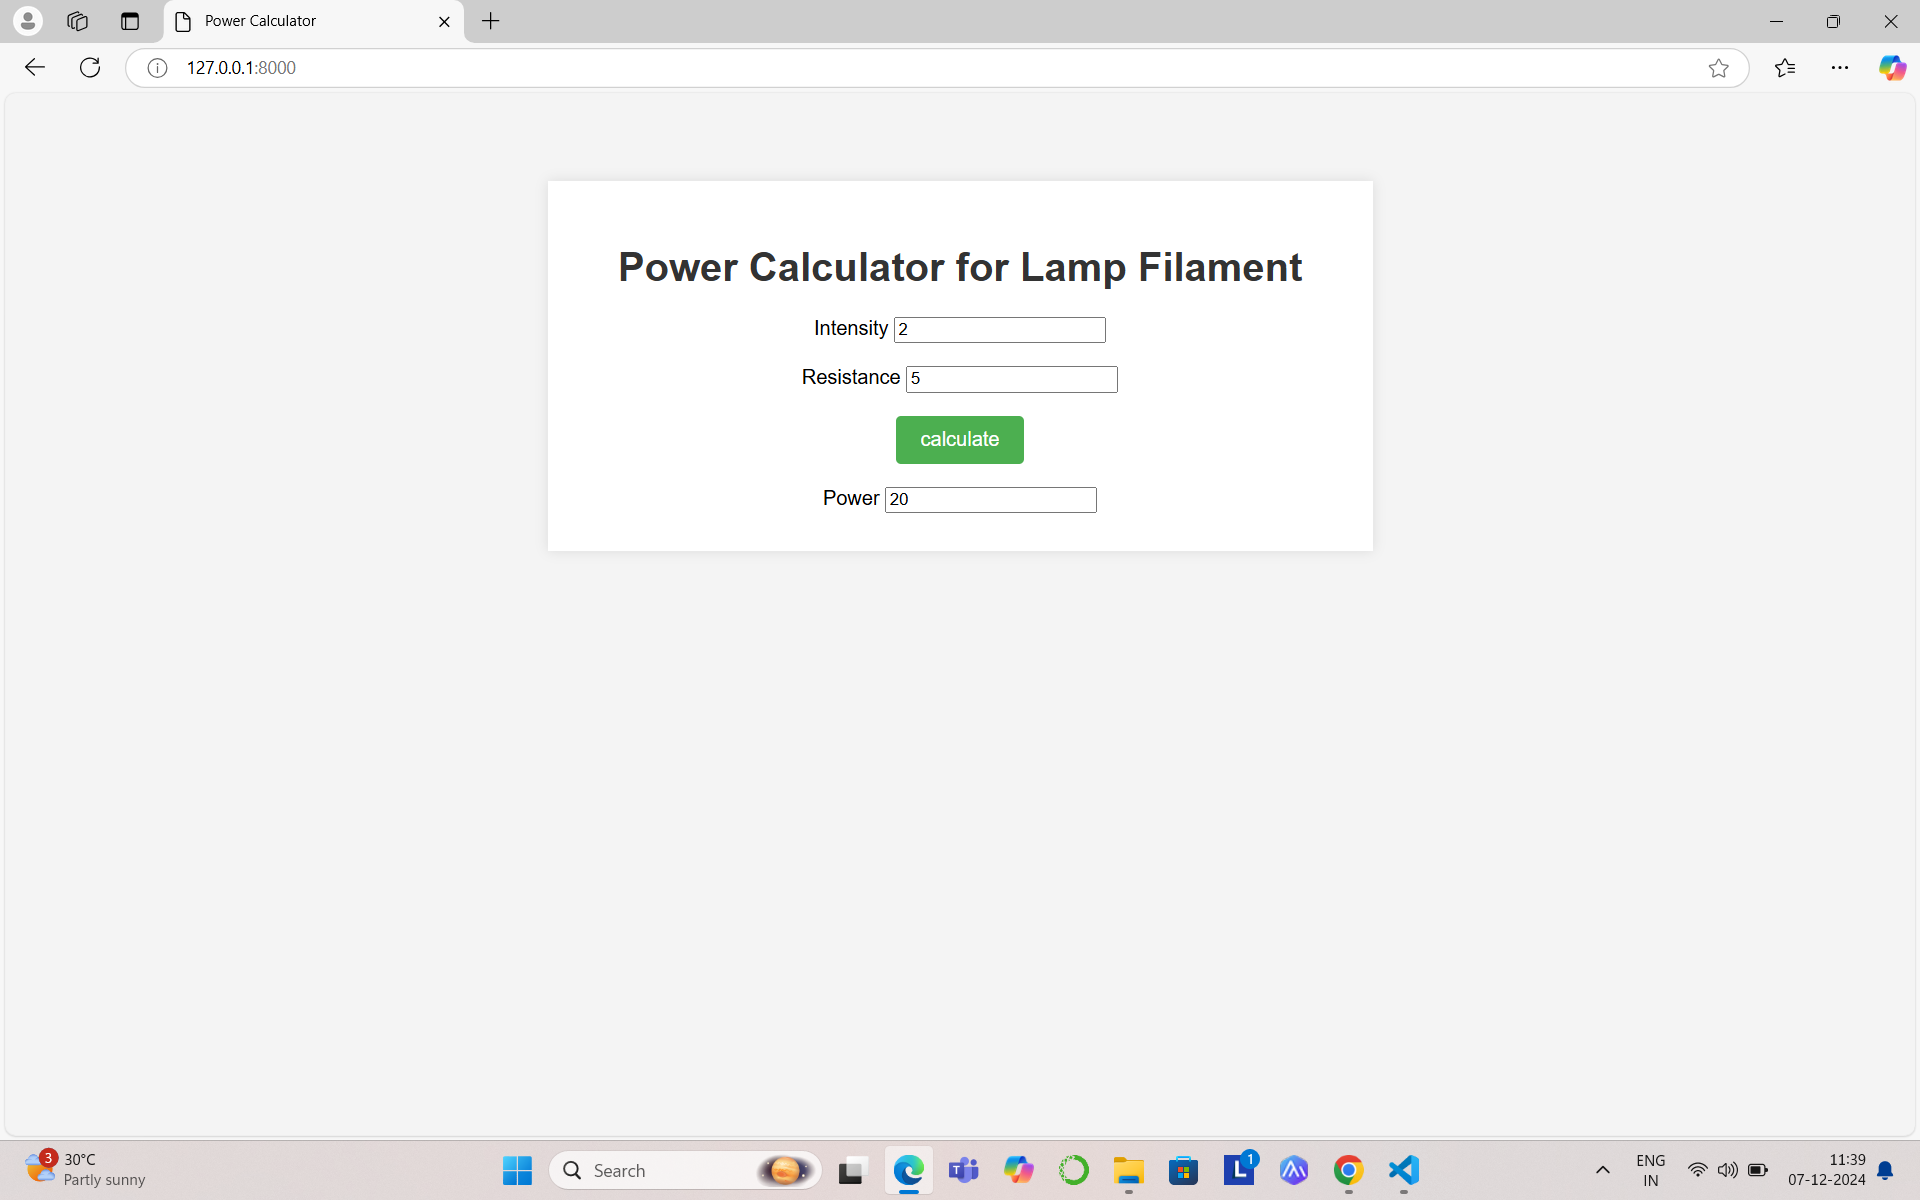 Power Calculator
127.0.0.1:8000
Power Calculator for Lamp Filament
Intensity 2
Resistance 5
calculate
Power 20
3
30°C
Partly sunny
Search
T
L
1
ENG
IN
11:39
07-12-2024